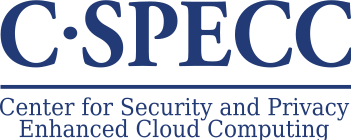 C·SPECC
Center for Security and Privacy
Enhanced Cloud Computing